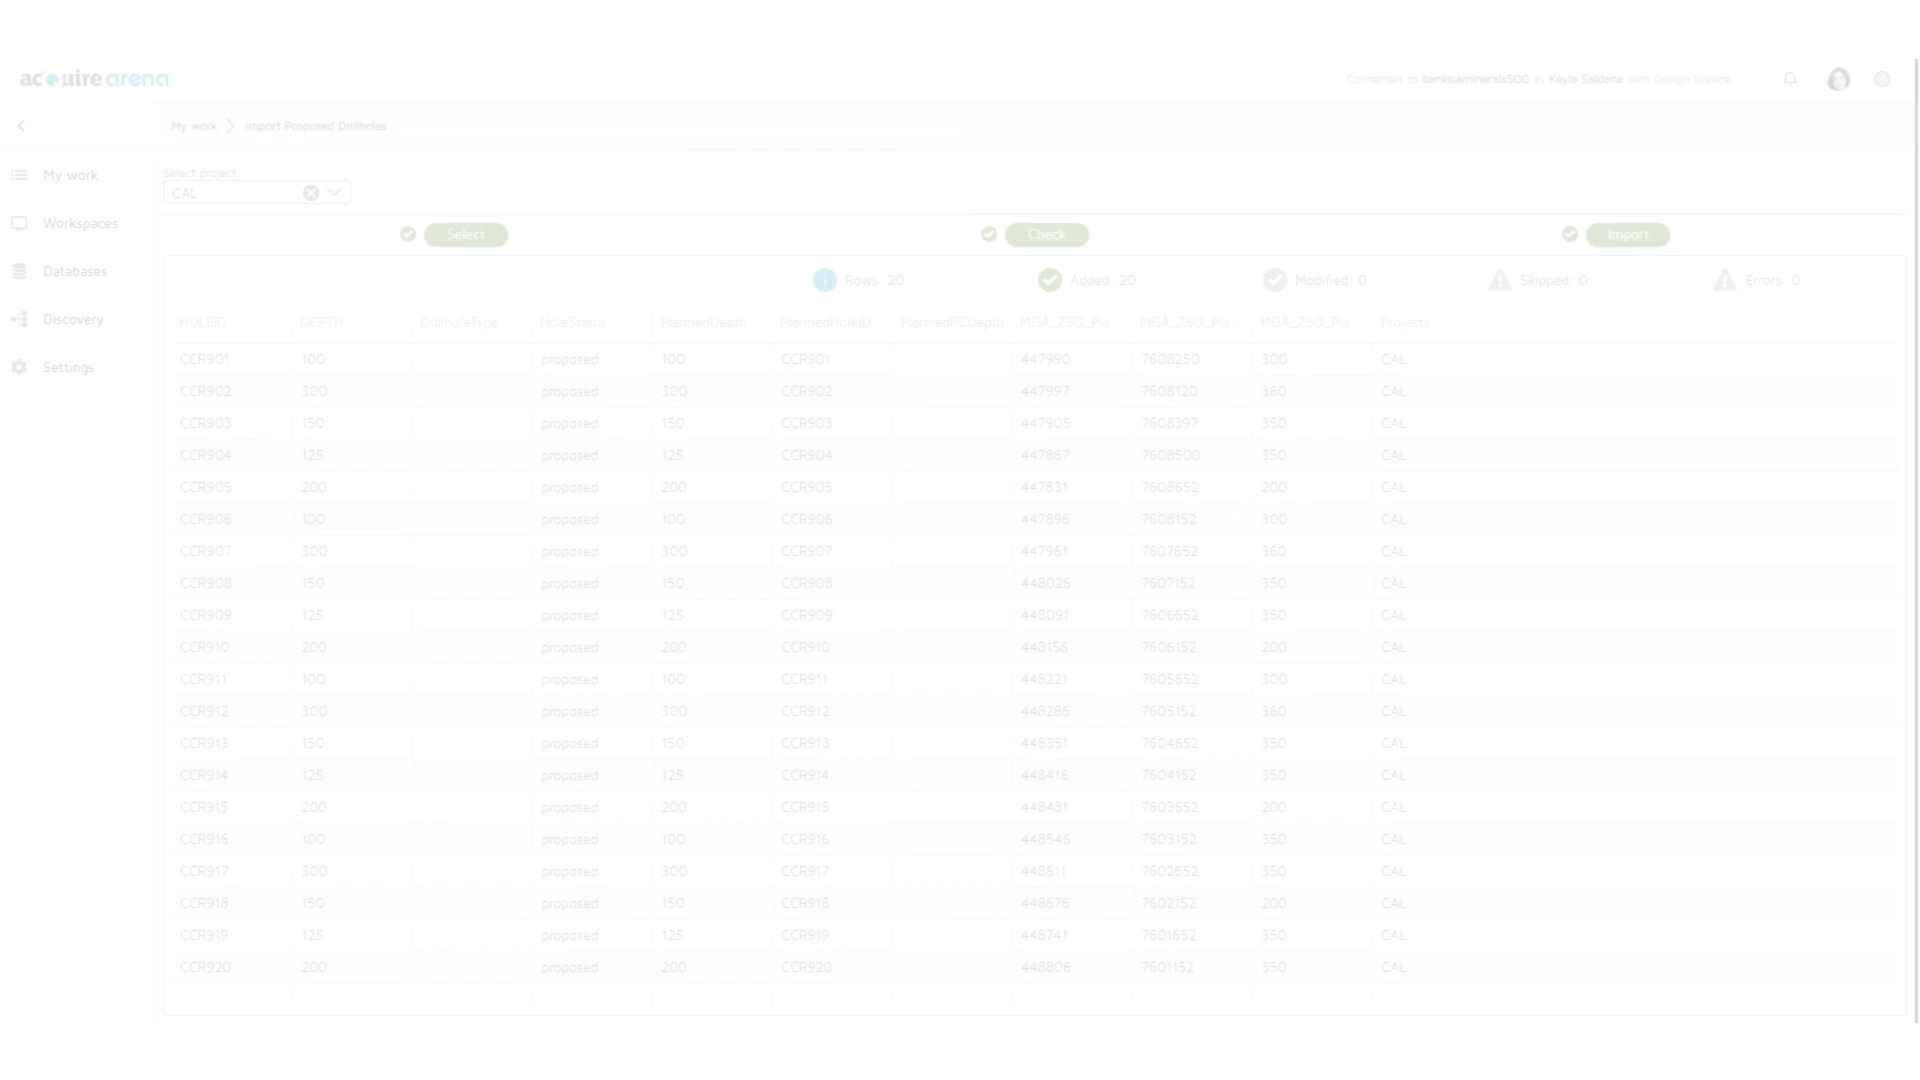 acquire arena
Connected to banksiaminerals500 as Keyla Saldana with Design licence
My work Import Proposed Drillholes
My work
Workspaces
Databases
Discovery
Settings
Select project
CAL
Select Check Import
Rows: 20 Added: 20 Modified: 0 Skipped: 0 Errors: 0
HOLEID DEPTH DrillholeType HoleStatus PlannedDepth PlannedHoleID PlannedRCDepth MGA_Z50_Pla... MGA_Z50_Pla... MGA_Z50_Pla... Projects
CCR901 100 proposed 100 CCR901 447990 7608250 300 CAL
CCR902 300 proposed 300 CCR902 447997 7608120 360 CAL
CCR903 150 proposed 150 CCR903 447905 7608397 350 CAL
CCR904 125 proposed 125 CCR904 447867 7608500 350 CAL
CCR905 200 proposed 200 CCR905 447831 7608652 200 CAL
CCR906 100 proposed 100 CCR906 447896 7608152 300 CAL
CCR907 300 proposed 300 CCR907 447961 7607652 360 CAL
CCR908 150 proposed 150 CCR908 448026 7607152 350 CAL
CCR909 125 proposed 125 CCR909 448091 7606652 350 CAL
CCR910 200 proposed 200 CCR910 448156 7606152 200 CAL
CCR911 100 proposed 100 CCR911 448221 7605652 300 CAL
CCR912 300 proposed 300 CCR912 448286 7605152 360 CAL
CCR913 150 proposed 150 CCR913 448351 7604652 350 CAL
CCR914 125 proposed 125 CCR914 448416 7604152 350 CAL
CCR915 200 proposed 200 CCR915 448481 7603652 200 CAL
CCR916 100 proposed 100 CCR916 448546 7603152 350 CAL
CCR917 300 proposed 300 CCR917 448611 7602652 350 CAL
CCR918 150 proposed 150 CCR918 448676 7602152 200 CAL
CCR919 125 proposed 125 CCR919 448741 7601652 350 CAL
CCR920 200 proposed 200 CCR920 448806 7601152 350 CAL